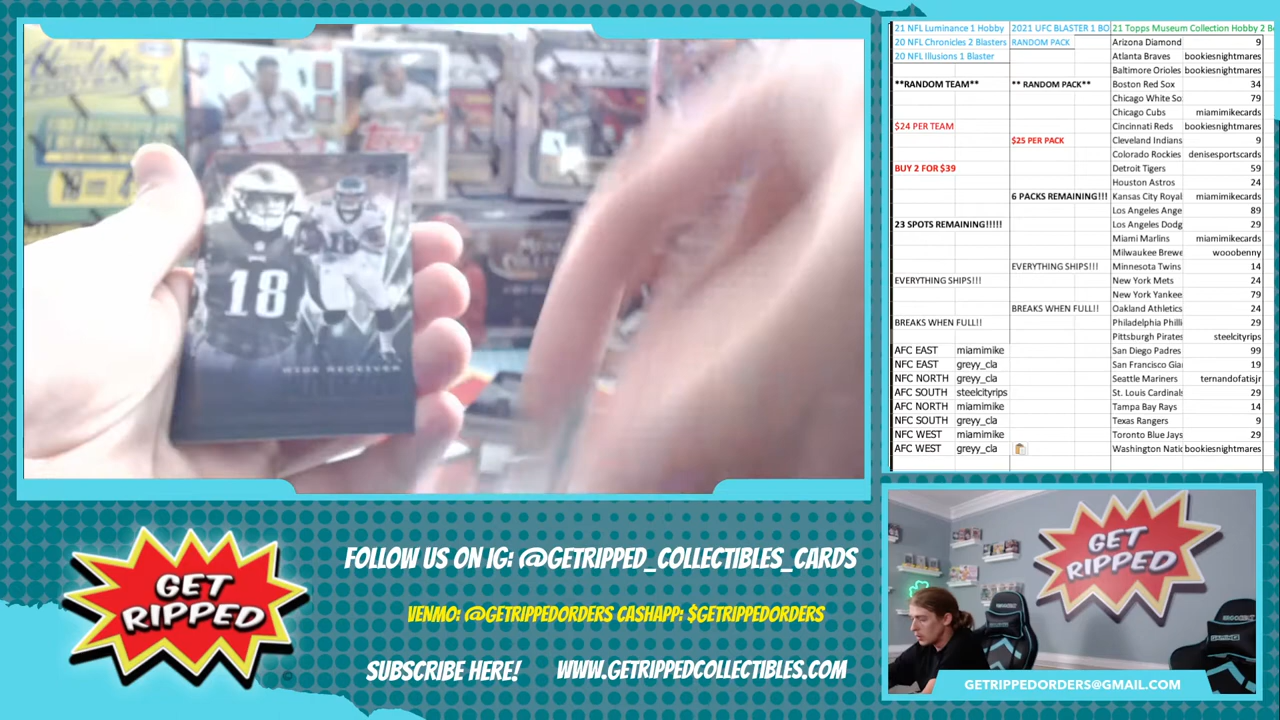 21 NFL Luminance 1 Hobby
20 NFL Chronicles 2 Blasters
20 NFL Illusions 1 Blaster
**RANDOM TEAM**
$24 PER TEAM
BUY 2 FOR $39
23 SPOTS REMAINING!!!!!
EVERYTHING SHIPS!!!
BREAKS WHEN FULL!!
AFC EAST miamimike
NFC EAST greyy_cla
NFC NORTH greyy_cla
AFC SOUTH steelcityrips
AFC NORTH miamimike
NFC SOUTH greyy_cla
NFC WEST miamimike
AFC WEST greyy_cla
2021 UFC BLASTER 1 BO
RANDOM PACK
** RANDOM PACK**
$25 PER PACK
6 PACKS REMAINING!!!
EVERYTHING SHIPS!!!
BREAKS WHEN FULL!!
21 Topps Museum Collection Hobby 2 B
Arizona Diamond 9
Atlanta Braves bookiesnightmares
Baltimore Orioles bookiesnightmares
Boston Red Sox 34
Chicago White So 79
Chicago Cubs miamimikecards
Cincinnati Reds bookiesnightmares
Cleveland Indians 9
Colorado Rockies denisesportscards
Detroit Tigers 59
Houston Astros 24
Kansas City Royal miamimikecards
Los Angeles Ange 89
Los Angeles Dodg 29
Miami Marlins miamimikecards
Milwaukee Brewe wooobenny
Minnesota Twins 14
New York Mets 24
New York Yankee 79
Oakland Athletics 24
Philadelphia Philli 29
Pittsburgh Pirates steelcityrips
San Diego Padres 99
San Francisco Gia 19
Seattle Mariners ternandofatisjr
St. Louis Cardinals 29
Tampa Bay Rays 14
Texas Rangers 9
Toronto Blue Jays 29
Washington Natic bookiesnightmares
18
18
WIDE RECEIVER
Topps
GET
RIPPED
FOLLOW US ON IG: @GETRIPPED_COLLECTIBLES_CARDS
VENMO: @GETRIPPEDORDERS CASHAPP: $GETRIPPEDORDERS
SUBSCRIBE HERE!
WWW.GETRIPPEDCOLLECTIBLES.COM
GET
RIPPED
GETRIPPEDORDERS@GMAIL.COM